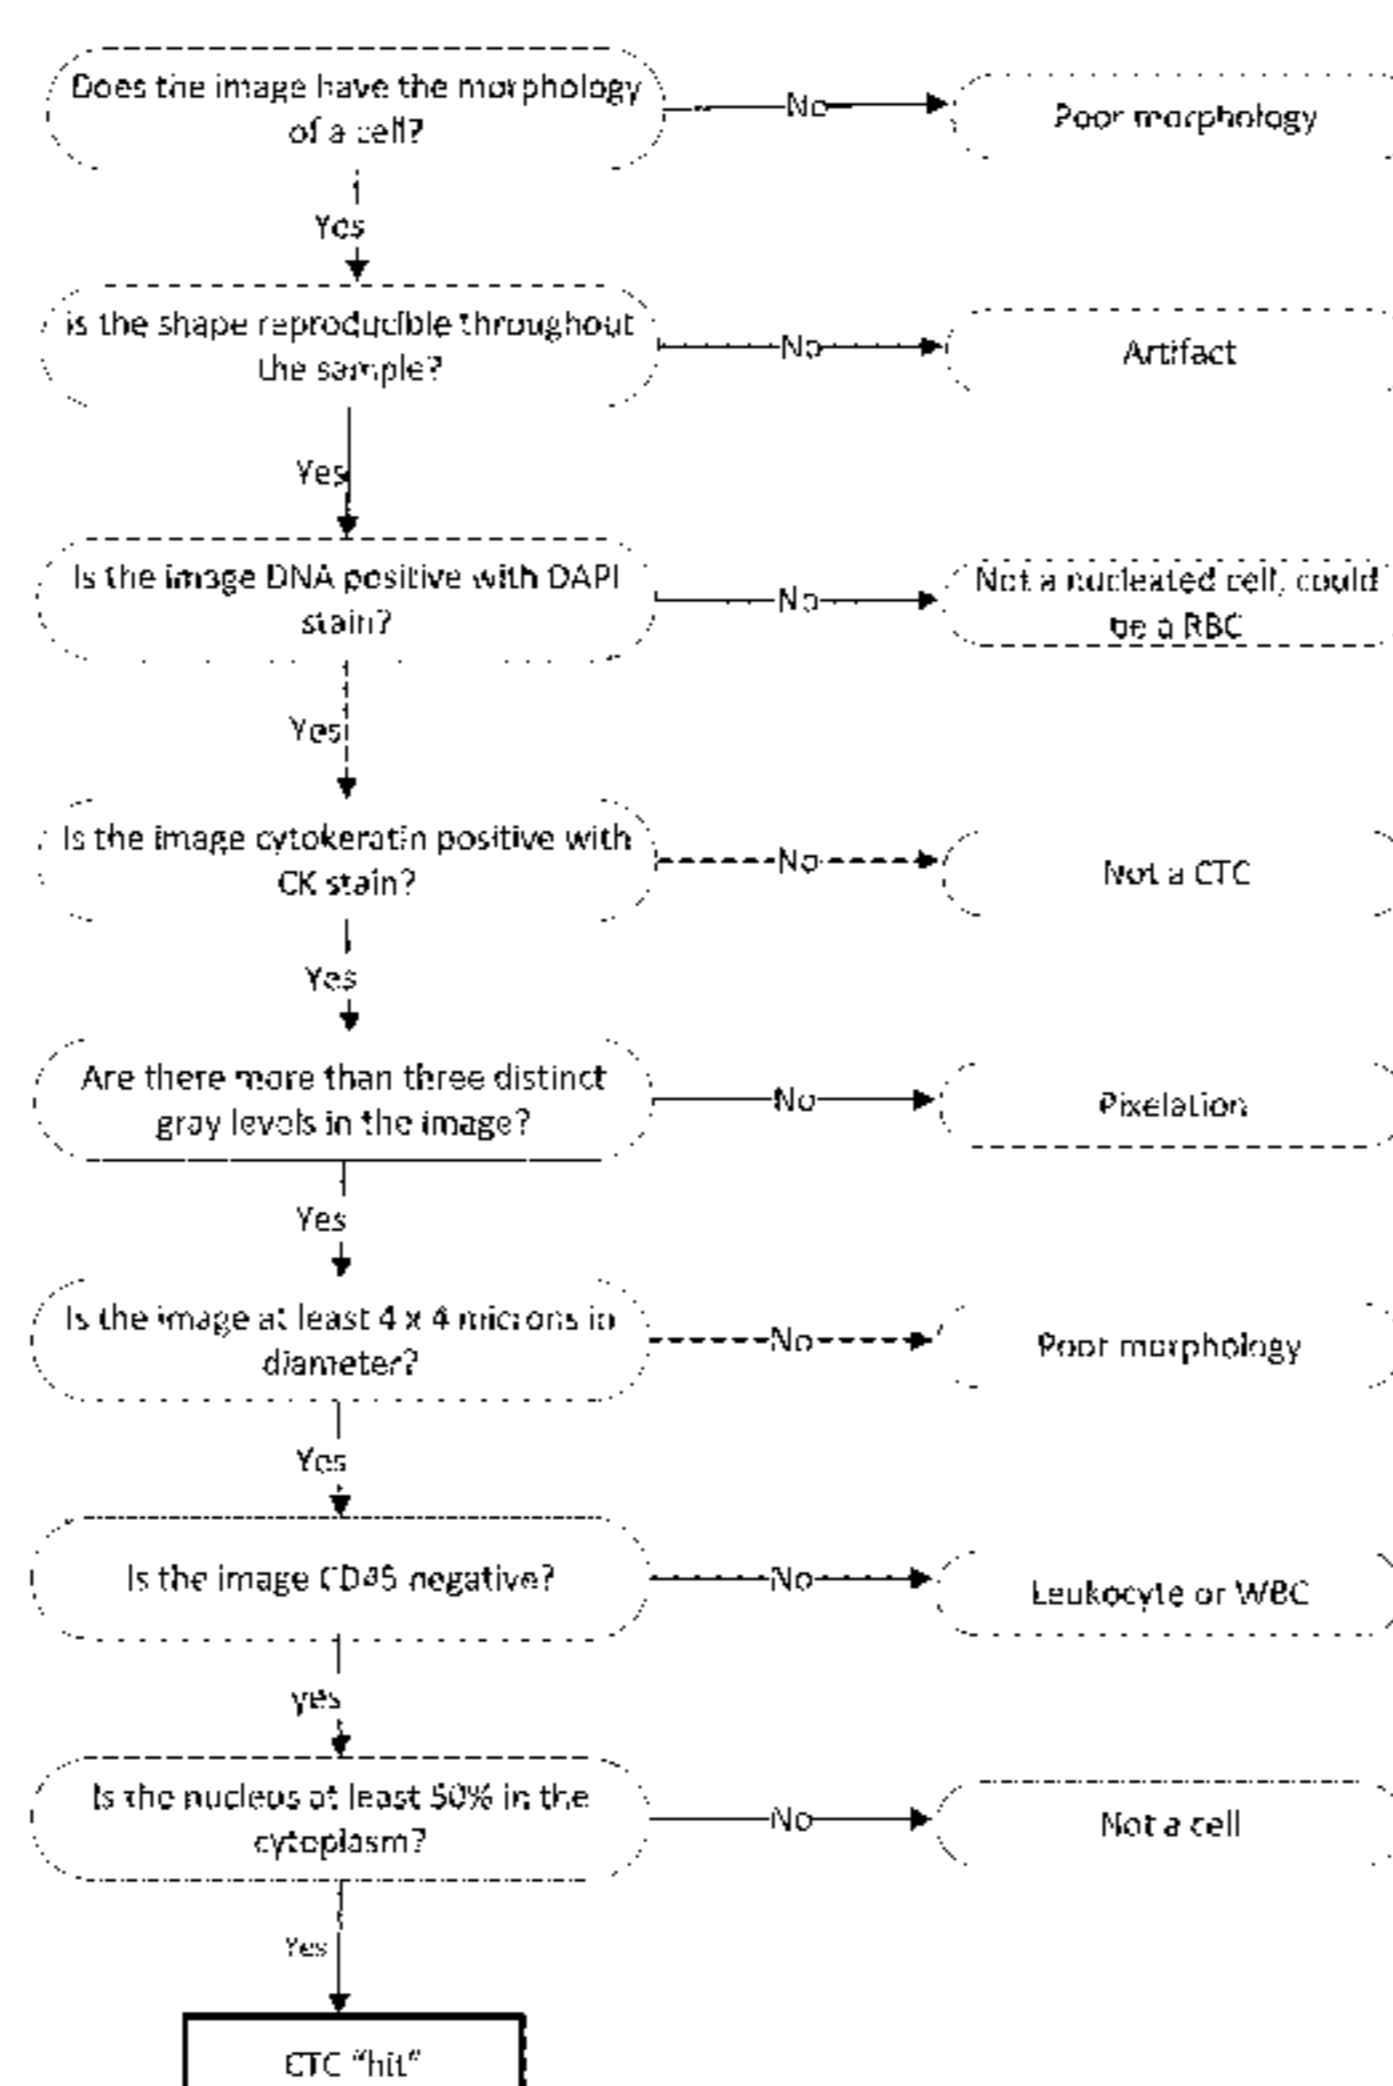 Does the image have the morphology
of a cell?
No
Poor morphology
Yes
is the shape reproducible throughout
the sample?
No
Artifact
Yes
Is the image DNA positive with DAPI
stain?
No
Not a nucleated cell, could
be a RBC
Yes
Is the image cytokeratin positive with
CK stain?
No
Not a CTC
Yes
Are there more than three distinct
gray levels in the image?
No
Pixelation
Yes
Is the image at least 4 x 4 microns in
diameter?
No
Poor morphology
Yes
Is the image CD45 negative?
No
Leukocyte or WBC
yes
Is the nucleus at least 50% in the
cytoplasm?
No
Not a cell
Yes
CTC “hit”